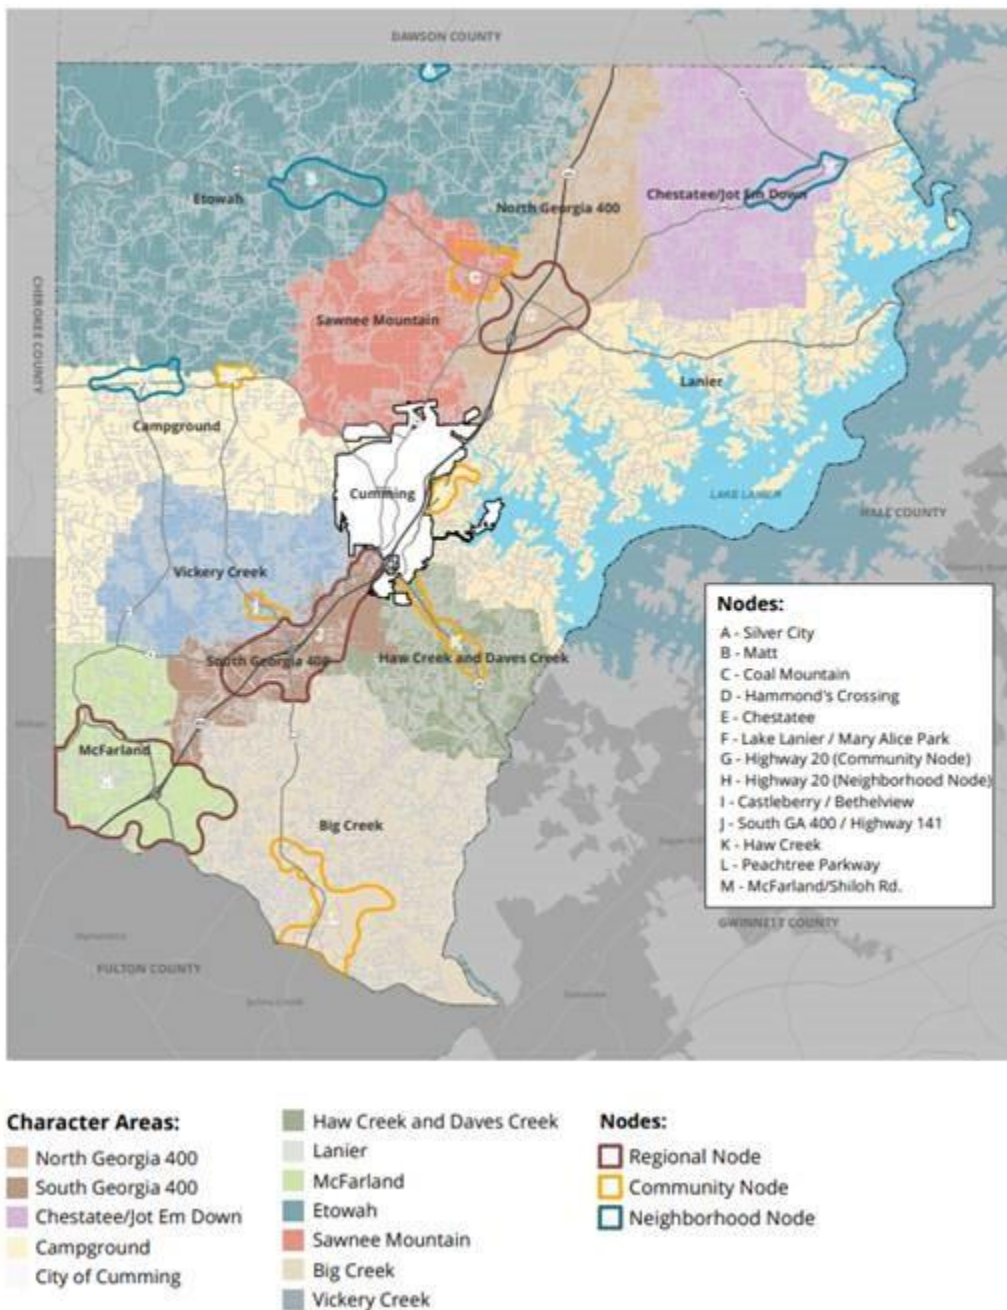 DAWSON COUNTY
Etowah
North Georgia 400
Chestatee/Jot Em Down
CHEROKEE COUNTY
Sawnee Mountain
Lanier
Campground
Cumming
LAKE LANIER
HALL COUNTY
Vickery Creek
South Georgia 400
Haw Creek and Daves Creek
McFarland
M
Big Creek
FULTON COUNTY
GWINNETT COUNTY
Nodes:
A - Silver City
B - Matt
C - Coal Mountain
D - Hammond's Crossing
E - Chestatee
F - Lake Lanier / Mary Alice Park
G - Highway 20 (Community Node)
H - Highway 20 (Neighborhood Node)
I - Castleberry / Bethelview
J - South GA 400 / Highway 141
K - Haw Creek
L - Peachtree Parkway
M - McFarland/Shiloh Rd.
Character Areas:
North Georgia 400
South Georgia 400
Chestatee/Jot Em Down
Campground
City of Cumming
Haw Creek and Daves Creek
Lanier
McFarland
Etowah
Sawnee Mountain
Big Creek
Vickery Creek
Nodes:
Regional Node
Community Node
Neighborhood Node